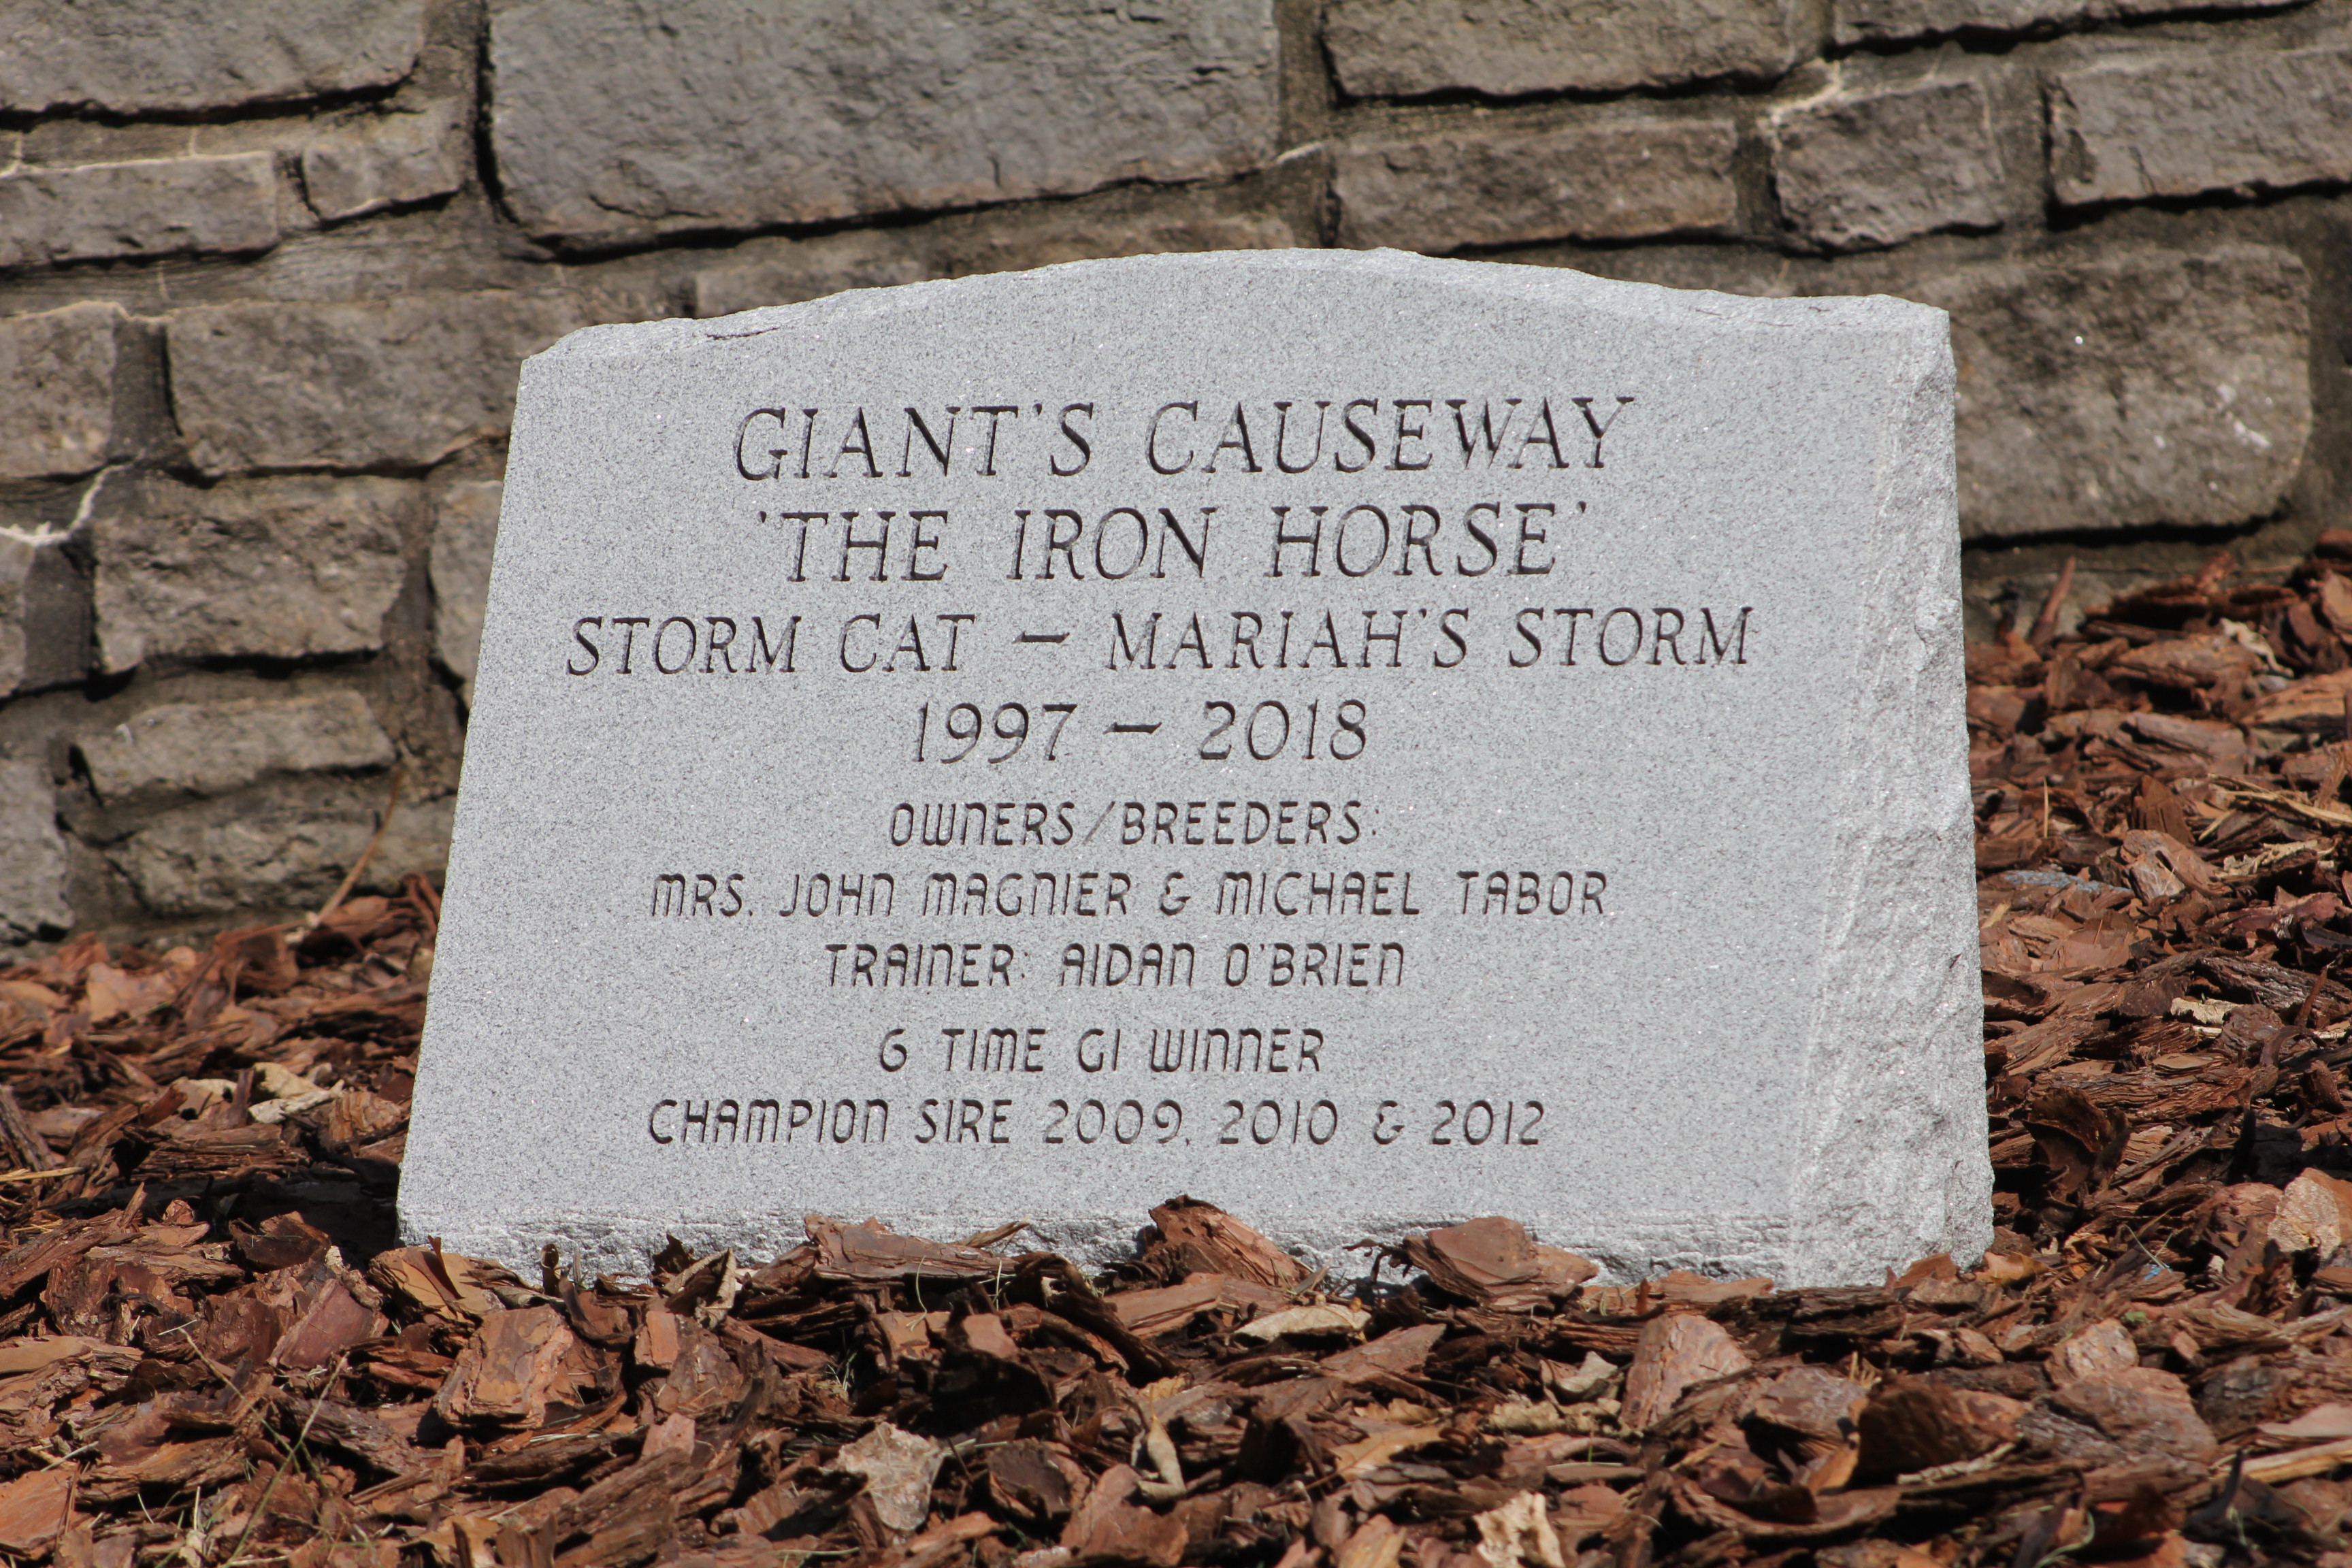 GIANT'S CAUSEWAY
'THE IRON HORSE'
STORM CAT – MARIAH'S STORM
1997 – 2018
OWNERS/BREEDERS:
MRS. JOHN MAGNIER & MICHAEL TABOR
TRAINER: AIDAN O'BRIEN
6 TIME G1 WINNER
CHAMPION SIRE 2009, 2010 & 2012